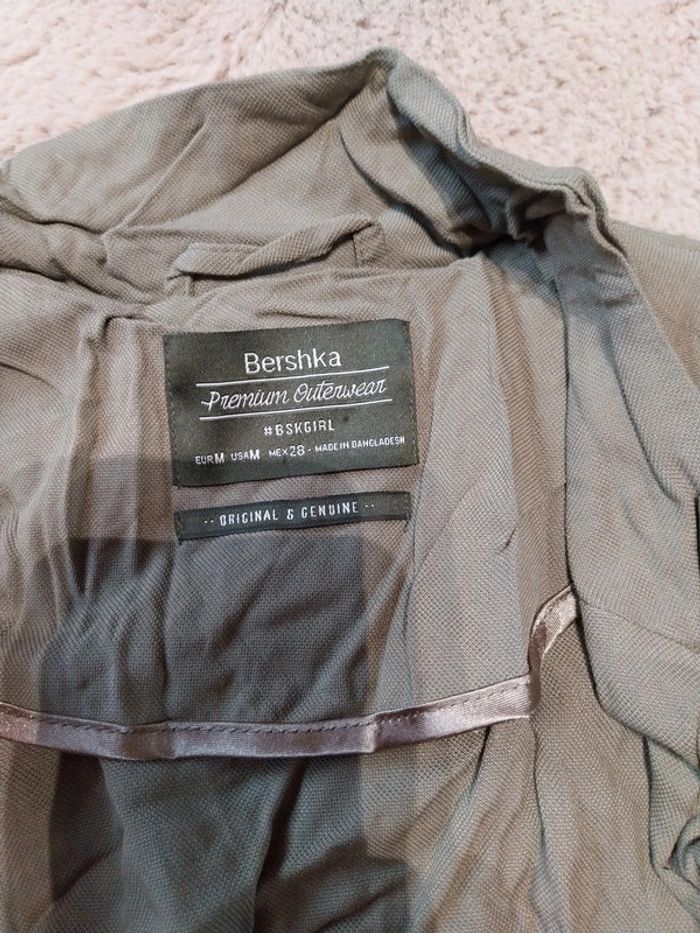 Bershka
Premium Outerwear
#BSKGIRL
EUR M USA M MEX 28 - MADE IN BANGLADESH
·· ORIGINAL & GENUINE ··